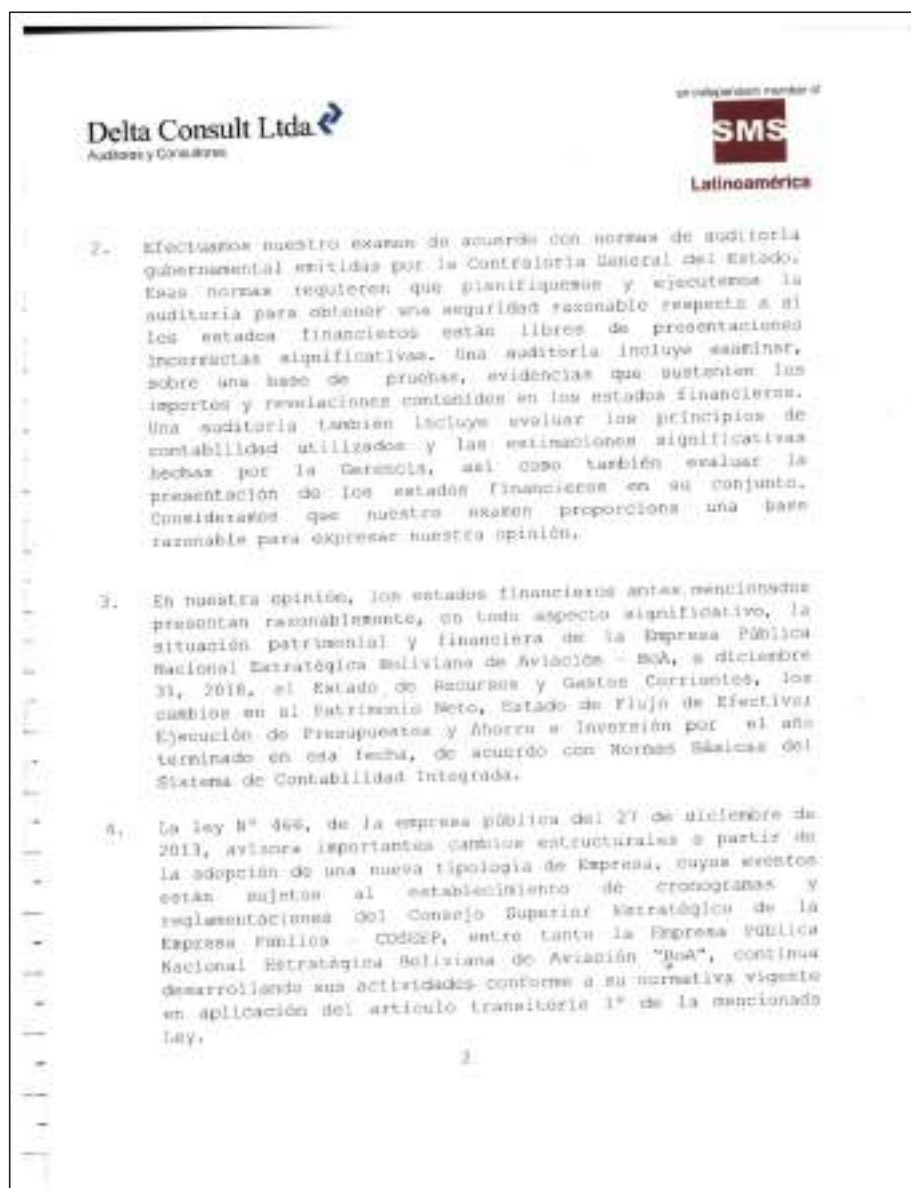 an independent member of
Delta Consult Ltda.
Auditores y Consultores
SMS
Latinoamérica
2. Efectuamos nuestro examen de acuerdo con normas de auditoría
gubernamental emitidas por la Contraloría General del Estado.
Esas normas requieren que planifiquemos y ejecutemos la
auditoría para obtener una seguridad razonable respecto a si
los estados financieros están libres de presentaciones
incorrectas significativas. Una auditoría incluye examinar,
sobre una base de pruebas, evidencias que sustenten los
importes y revelaciones contenidos en los estados financieros.
Una auditoría también incluye evaluar los principios de
contabilidad utilizados y las estimaciones significativas
hechas por la Gerencia, así como también evaluar la
presentación de los estados financieros en su conjunto.
Consideramos que nuestro examen proporciona una base
razonable para expresar nuestra opinión.
3. En nuestra opinión, los estados financieros antes mencionados
presentan razonablemente, en todo aspecto significativo, la
situación patrimonial y financiera de la Empresa Pública
Nacional Estratégica Boliviana de Aviación - BoA, a diciembre
31, 2018, el Estado de Recursos y Gastos Corrientes, los
cambios en el Patrimonio Neto, Estado de Flujo de Efectivo;
Ejecución de Presupuestos y Ahorro e Inversión por el año
terminado en esa fecha, de acuerdo con Normas Básicas del
Sistema de Contabilidad Integrada.
4. La ley N° 466, de la empresa pública del 27 de diciembre de
2013, avisora importantes cambios estructurales a partir de
la adopción de una nueva tipología de Empresa, cuyos eventos
están sujetos al establecimiento de cronogramas y
reglamentaciones del Consejo Superior Estratégico de la
Empresa Pública - COSEEP, entre tanto la Empresa Pública
Nacional Estratégica Boliviana de Aviación "BoA", continua
desarrollando sus actividades conforme a su normativa vigente
en aplicación del artículo transitorio 1° de la mencionada
Ley.
2